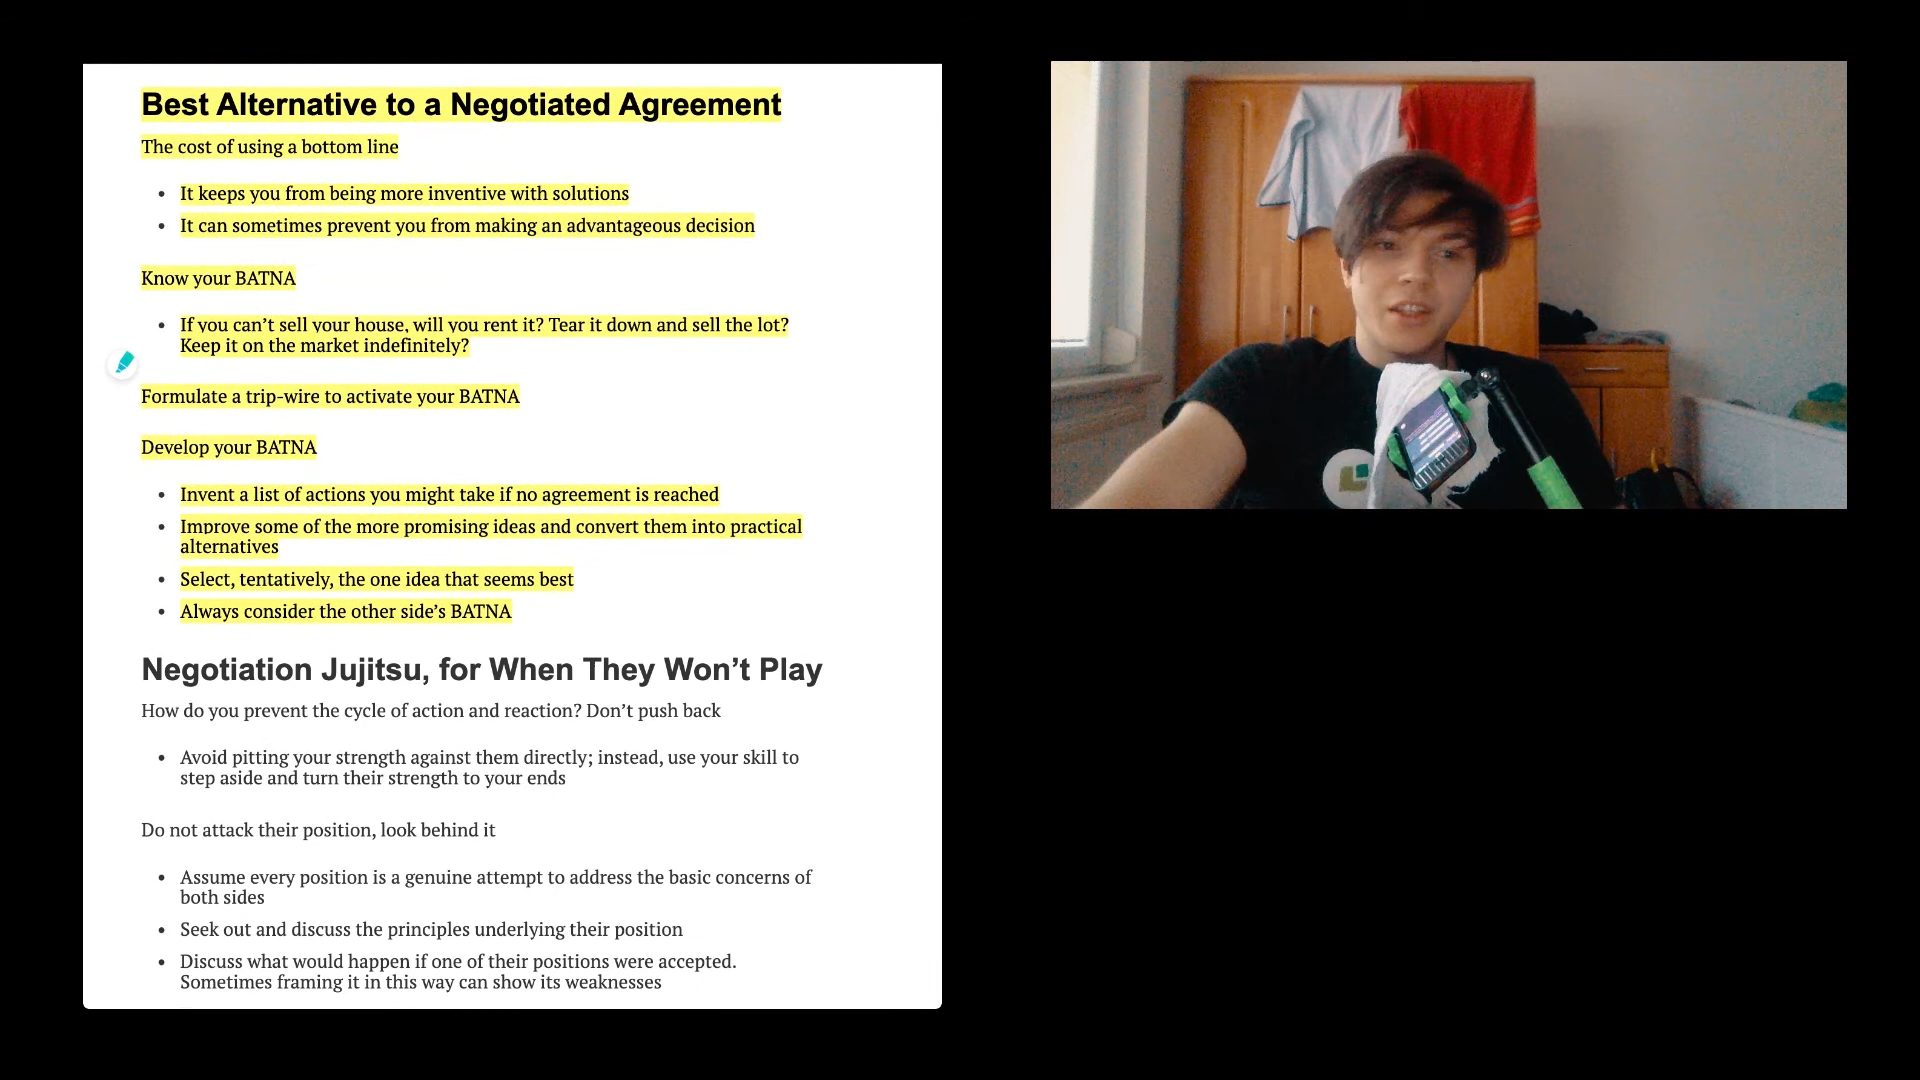 Best Alternative to a Negotiated Agreement
The cost of using a bottom line
• It keeps you from being more inventive with solutions
• It can sometimes prevent you from making an advantageous decision
Know your BATNA
• If you can’t sell your house, will you rent it? Tear it down and sell the lot?
Keep it on the market indefinitely?
Formulate a trip-wire to activate your BATNA
Develop your BATNA
• Invent a list of actions you might take if no agreement is reached
• Improve some of the more promising ideas and convert them into practical
alternatives
• Select, tentatively, the one idea that seems best
• Always consider the other side’s BATNA
Negotiation Jujitsu, for When They Won’t Play
How do you prevent the cycle of action and reaction? Don’t push back
• Avoid pitting your strength against them directly; instead, use your skill to
step aside and turn their strength to your ends
Do not attack their position, look behind it
• Assume every position is a genuine attempt to address the basic concerns of
both sides
• Seek out and discuss the principles underlying their position
• Discuss what would happen if one of their positions were accepted.
Sometimes framing it in this way can show its weaknesses